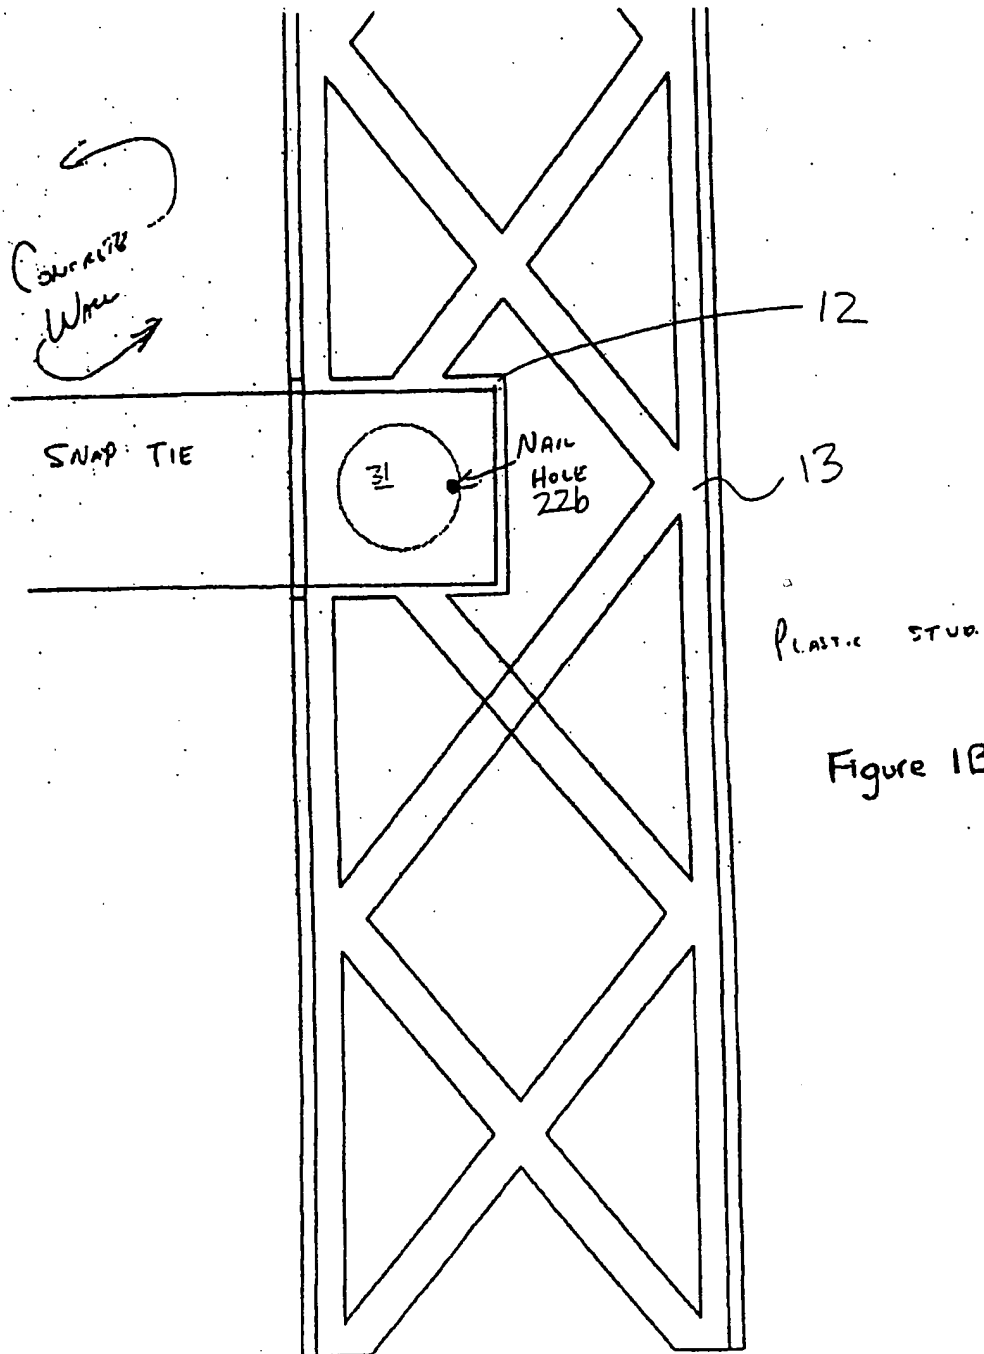 CONCRETE
WALL
12
SNAP TIE
31
NAIL
HOLE
22b
13
PLASTIC STUD.
Figure 1B